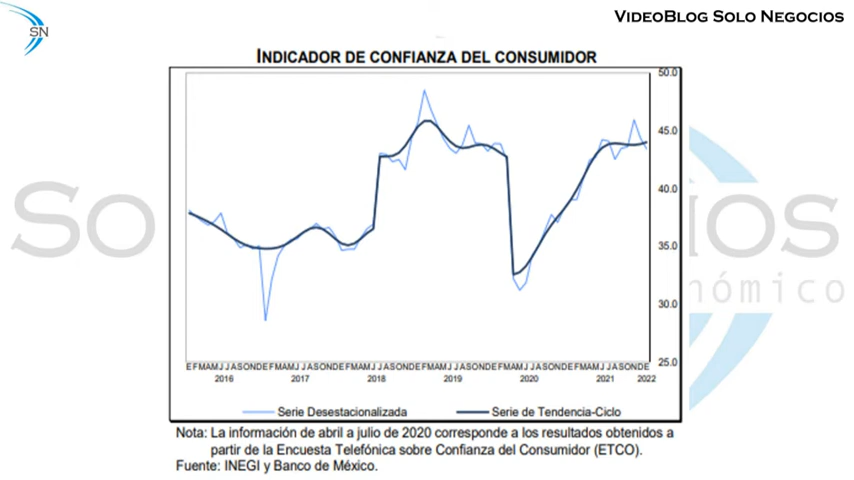 SN
VideoBlog Solo Negocios
INDICADOR DE CONFIANZA DEL CONSUMIDOR
50.0
45.0
40.0
35.0
30.0
25.0
EFMAMJJASONDEFMAMJJASONDEFMAMJJASONDEFMAMJJASONDEFMAMJJASONDEFMAMJJASONDE
2016 2017 2018 2019 2020 2021 2022
Serie Desestacionalizada Serie de Tendencia-Ciclo
Nota: La información de abril a julio de 2020 corresponde a los resultados obtenidos a
partir de la Encuesta Telefónica sobre Confianza del Consumidor (ETCO).
Fuente: INEGI y Banco de México.